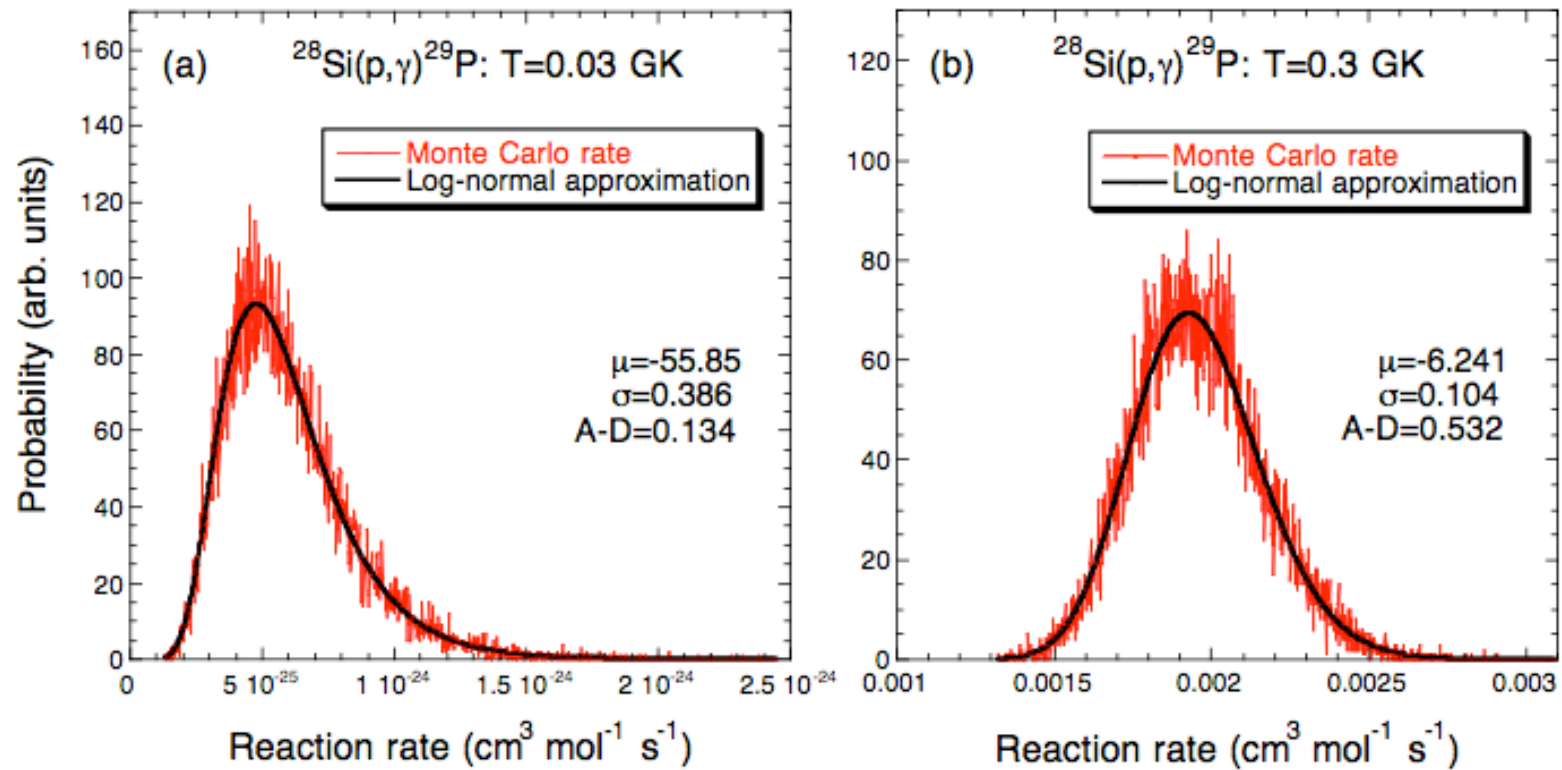 (a) ²⁸Si(p,γ)²⁹P: T=0.03 GK
Monte Carlo rate
Log-normal approximation
μ=-55.85
σ=0.386
A-D=0.134
Probability (arb. units)
160
140
120
100
80
60
40
20
0
0 5 10⁻²⁵ 1 10⁻²⁴ 1.5 10⁻²⁴ 2 10⁻²⁴ 2.5 10⁻²⁴
Reaction rate (cm³ mol⁻¹ s⁻¹)
(b) ²⁸Si(p,γ)²⁹P: T=0.3 GK
Monte Carlo rate
Log-normal approximation
μ=-6.241
σ=0.104
A-D=0.532
120
100
80
60
40
20
0
0.001 0.0015 0.002 0.0025 0.003
Reaction rate (cm³ mol⁻¹ s⁻¹)